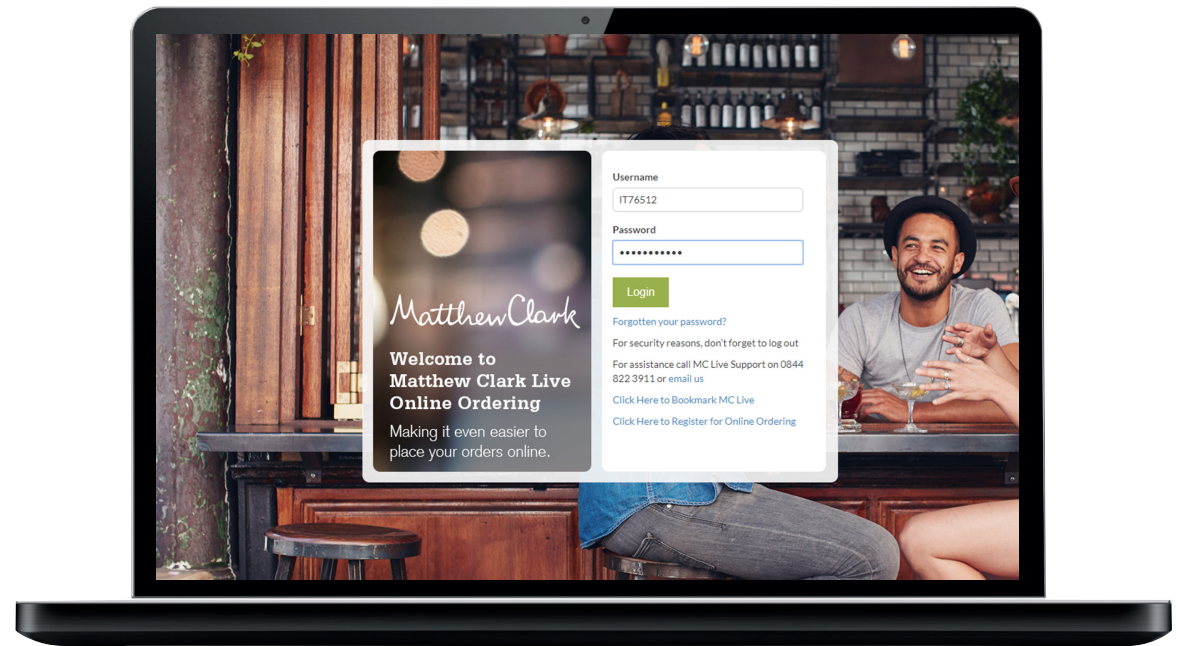 Matthew Clark
Welcome to
Matthew Clark Live
Online Ordering
Making it even easier to
place your orders online.
Username
IT76512
Password
•••••••••••
Login
Forgotten your password?
For security reasons, don't forget to log out
For assistance call MC Live Support on 0844
822 3911 or email us
Click Here to Bookmark MC Live
Click Here to Register for Online Ordering